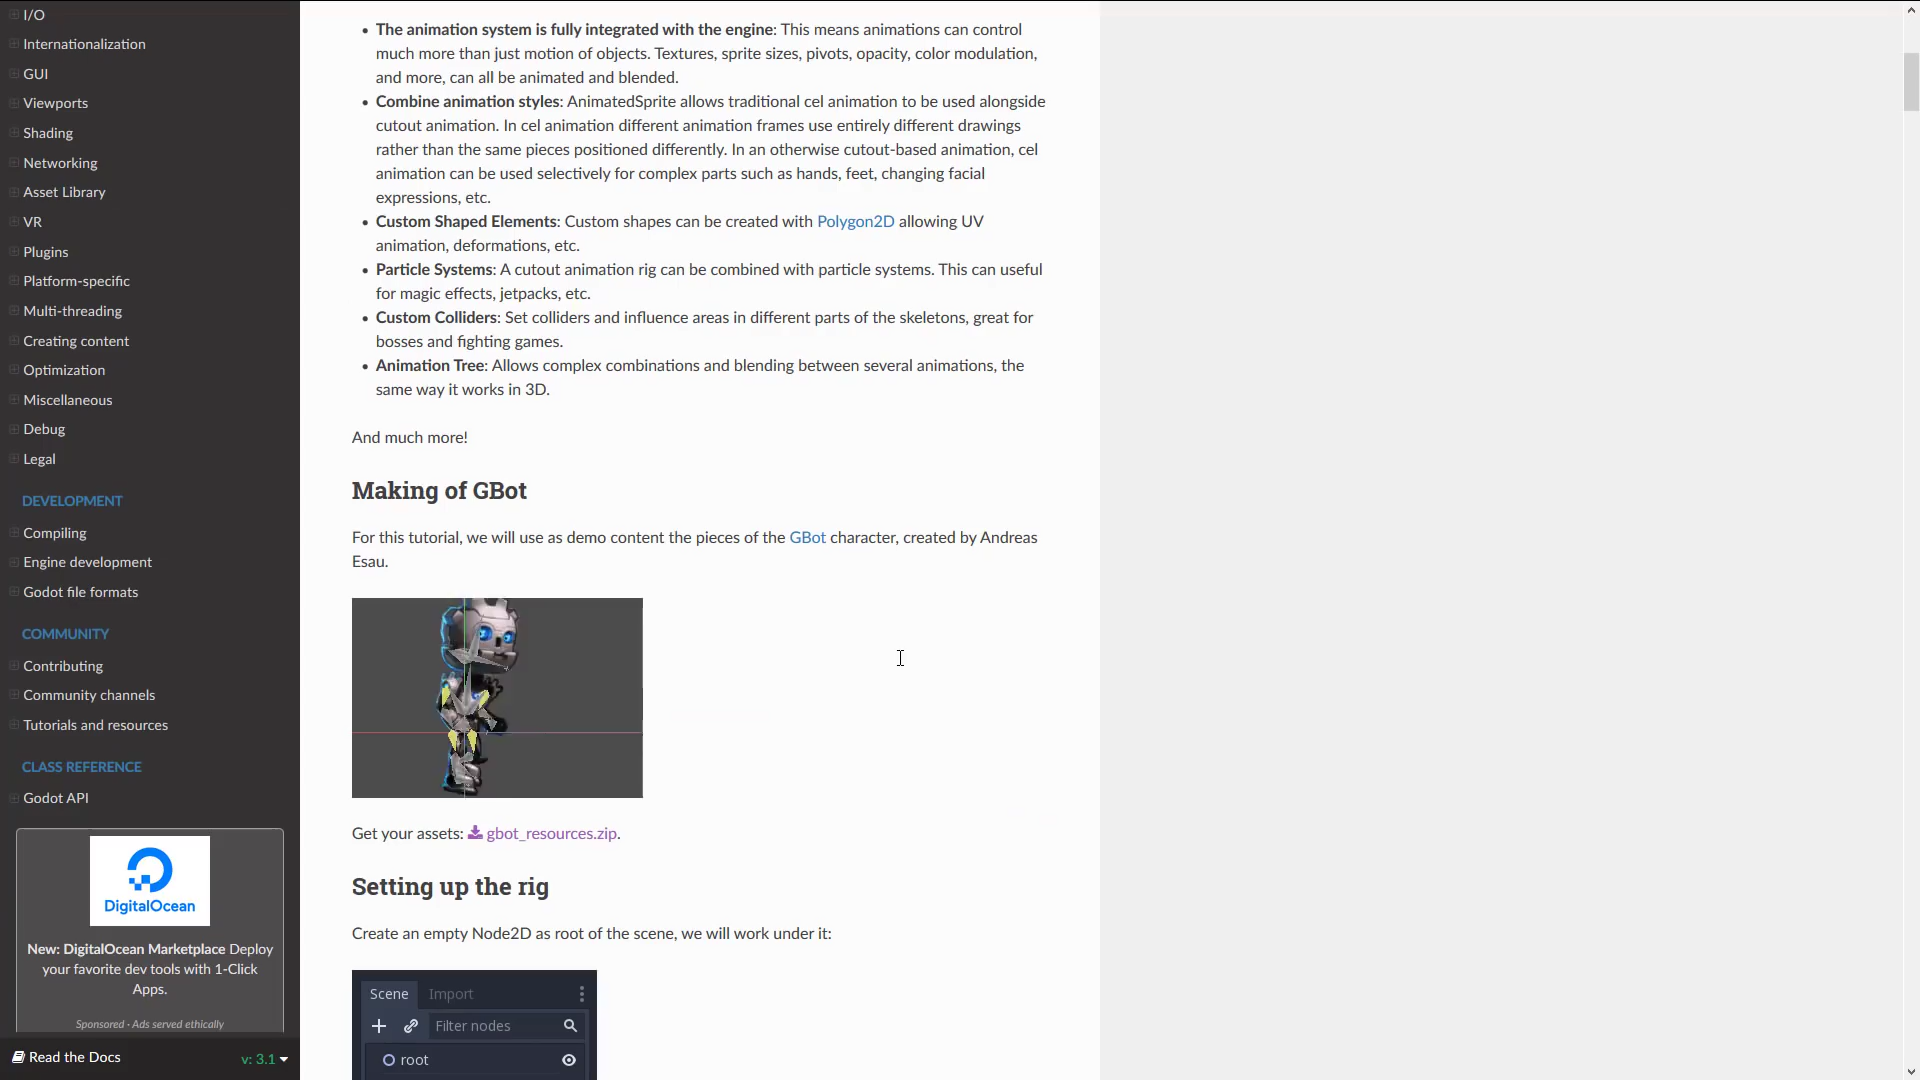 I/O
Internationalization
GUI
Viewports
Shading
Networking
Asset Library
VR
Plugins
Platform-specific
Multi-threading
Creating content
Optimization
Miscellaneous
Debug
Legal
DEVELOPMENT
Compiling
Engine development
Godot file formats
COMMUNITY
Contributing
Community channels
Tutorials and resources
CLASS REFERENCE
Godot API
DigitalOcean
New: DigitalOcean Marketplace Deploy
your favorite dev tools with 1-Click
Apps.
Sponsored · Ads served ethically
Read the Docs
v: 3.1
• The animation system is fully integrated with the engine: This means animations can control
much more than just motion of objects. Textures, sprite sizes, pivots, opacity, color modulation,
and more, can all be animated and blended.
• Combine animation styles: AnimatedSprite allows traditional cel animation to be used alongside
cutout animation. In cel animation different animation frames use entirely different drawings
rather than the same pieces positioned differently. In an otherwise cutout-based animation, cel
animation can be used selectively for complex parts such as hands, feet, changing facial
expressions, etc.
• Custom Shaped Elements: Custom shapes can be created with Polygon2D allowing UV
animation, deformations, etc.
• Particle Systems: A cutout animation rig can be combined with particle systems. This can useful
for magic effects, jetpacks, etc.
• Custom Colliders: Set colliders and influence areas in different parts of the skeletons, great for
bosses and fighting games.
• Animation Tree: Allows complex combinations and blending between several animations, the
same way it works in 3D.
And much more!
Making of GBot
For this tutorial, we will use as demo content the pieces of the GBot character, created by Andreas
Esau.
Get your assets: gbot_resources.zip.
Setting up the rig
Create an empty Node2D as root of the scene, we will work under it:
Scene Import
Filter nodes
root